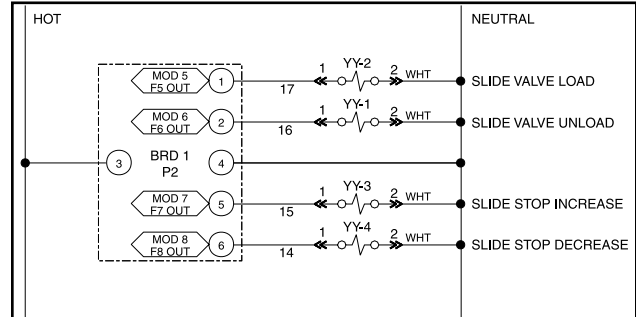 HOT NEUTRAL
MOD 5 F5 OUT 1 17 1 YY-2 2 WHT SLIDE VALVE LOAD
MOD 6 F6 OUT 2 16 1 YY-1 2 WHT SLIDE VALVE UNLOAD
3 BRD 1 P2 4
MOD 7 F7 OUT 5 15 1 YY-3 2 WHT SLIDE STOP INCREASE
MOD 8 F8 OUT 6 14 1 YY-4 2 WHT SLIDE STOP DECREASE